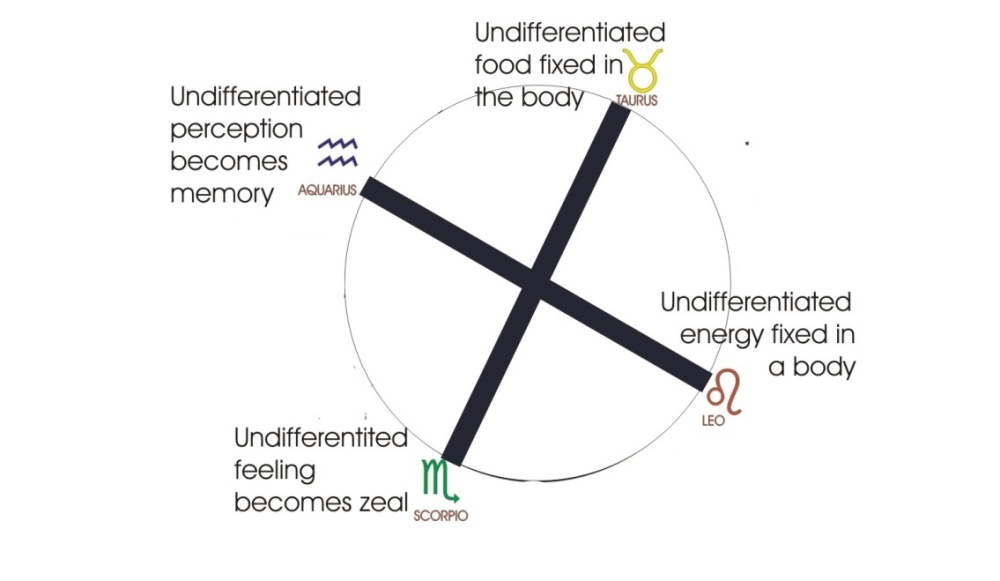 Undifferentiated
food fixed in
the body
TAURUS
Undifferentiated
perception
becomes
memory
AQUARIUS
Undifferentiated
energy fixed in
a body
LEO
Undifferentited
feeling
becomes zeal
SCORPIO